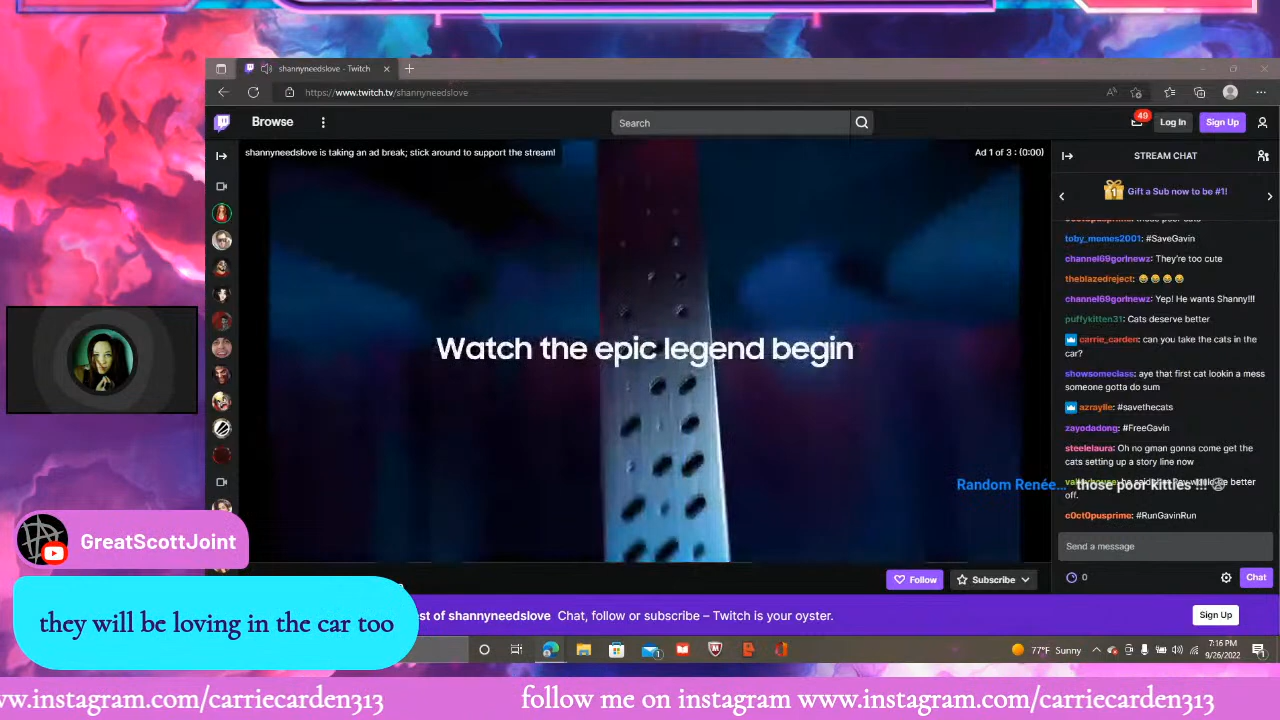 shannyneedslove - Twitch
https://www.twitch.tv/shannyneedslove
Browse
Search
49
Log In
Sign Up
shannyneedslove is taking an ad break; stick around to support the stream!
Ad 1 of 3 : (0:00)
STREAM CHAT
1
Gift a Sub now to be #1!
toby_momes2001: #SaveGavin
channel69gorlnewz: They're too cute
theblazedreject:
channel69gorlnewz: Yep! He wants Shanny!!!
puffykitten31: Cats deserve better
carrie_carden: can you take the cats in the
car?
showsomeclass: aye that first cat lookin a mess
someone gotta do sum
azraylie: #savethecats
zayodadong: #FreeGavin
steelelaura: Oh no gman gonna come get the
cats setting up a story line now
better
off.
c0ct0pusprime: #RunGavinRun
Watch the epic legend begin
Random Renée... those poor kitties !!!
Send a message
0
Chat
Follow
Subscribe
GreatScottJoint
they will be loving in the car too
st of shannyneedslove Chat, follow or subscribe – Twitch is your oyster.
Sign Up
77°F Sunny
7:16 PM
9/26/2022
ww.instagram.com/carriecarden313 follow me on instagram www.instagram.com/carriecarden313